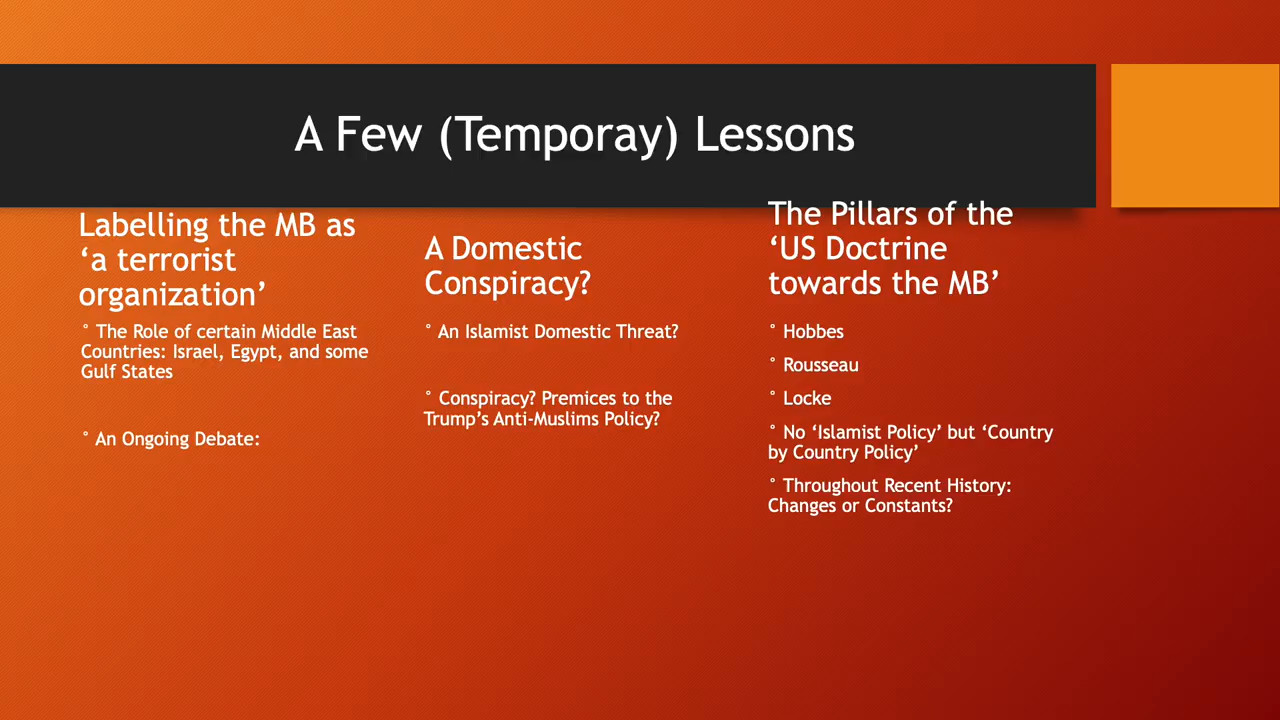 A Few (Temporay) Lessons
Labelling the MB as
‘a terrorist
organization’
° The Role of certain Middle East
Countries: Israel, Egypt, and some
Gulf States
° An Ongoing Debate:
A Domestic
Conspiracy?
° An Islamist Domestic Threat?
° Conspiracy? Premices to the
Trump’s Anti-Muslims Policy?
The Pillars of the
‘US Doctrine
towards the MB’
° Hobbes
° Rousseau
° Locke
° No ‘Islamist Policy’ but ‘Country
by Country Policy’
° Throughout Recent History:
Changes or Constants?